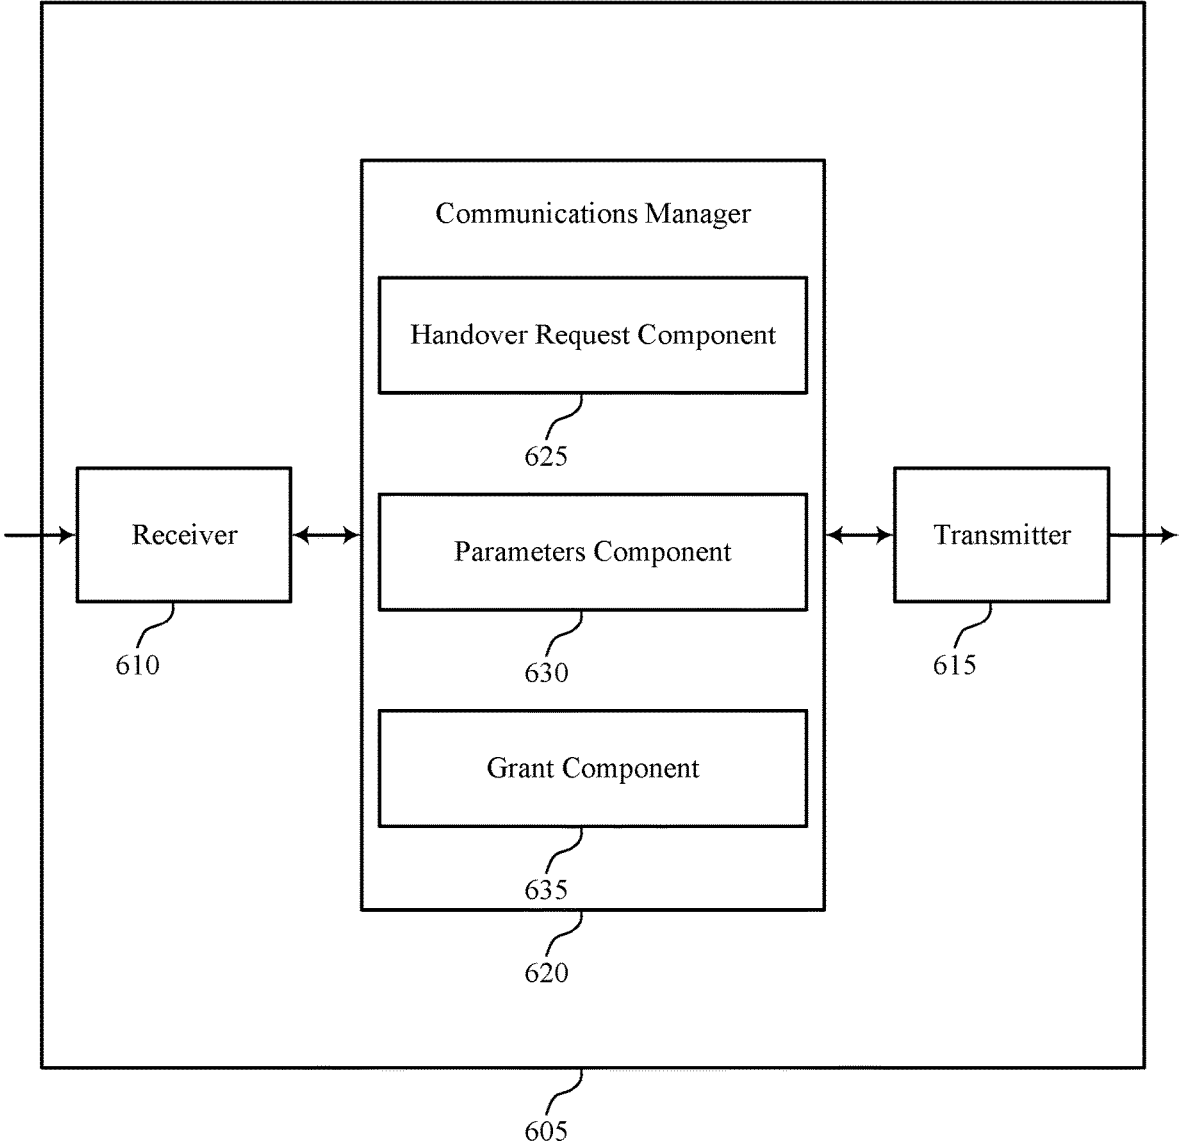 Communications Manager
Handover Request Component
625
Receiver
610
Parameters Component
630
Transmitter
615
Grant Component
635
620
605